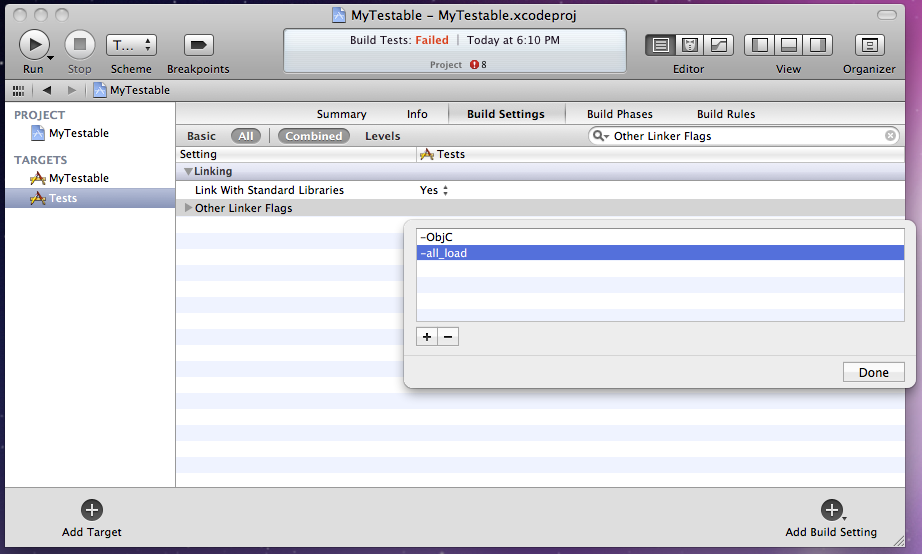 MyTestable – MyTestable.xcodeproj
Build Tests: Failed | Today at 6:10 PM
T...
Project 8
Run Stop Scheme Breakpoints Editor View Organizer
MyTestable
PROJECT
MyTestable
TARGETS
MyTestable
Tests
Summary Info Build Settings Build Phases Build Rules
Basic All Combined Levels Other Linker Flags
Setting Tests
Linking
Link With Standard Libraries Yes
Other Linker Flags
-ObjC
-all_load
+ −
Done
Add Target Add Build Setting